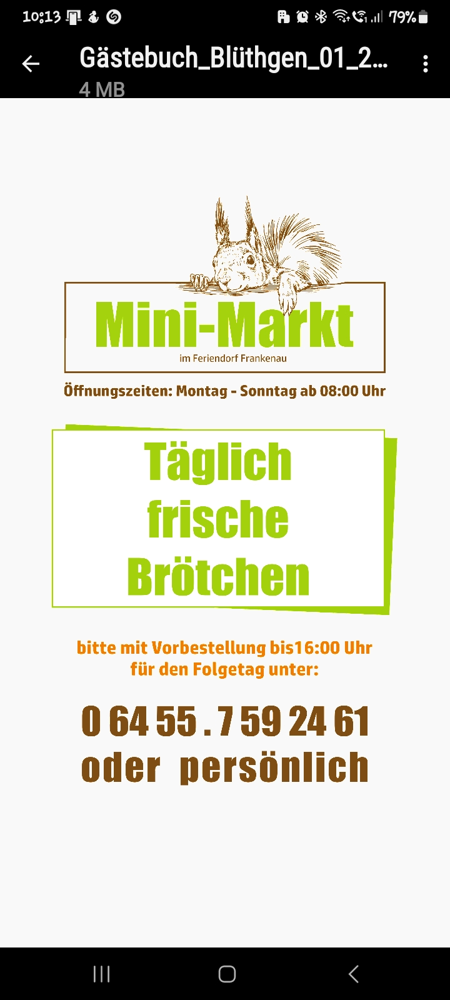 10:13
79%
Gästebuch_Blüthgen_01_2...
4 MB
Mini-Markt
im Feriendorf Frankenau
Öffnungszeiten: Montag - Sonntag ab 08:00 Uhr
Täglich
frische
Brötchen
bitte mit Vorbestellung bis16:00 Uhr
für den Folgetag unter:
0 64 55 . 7 59 24 61
oder persönlich